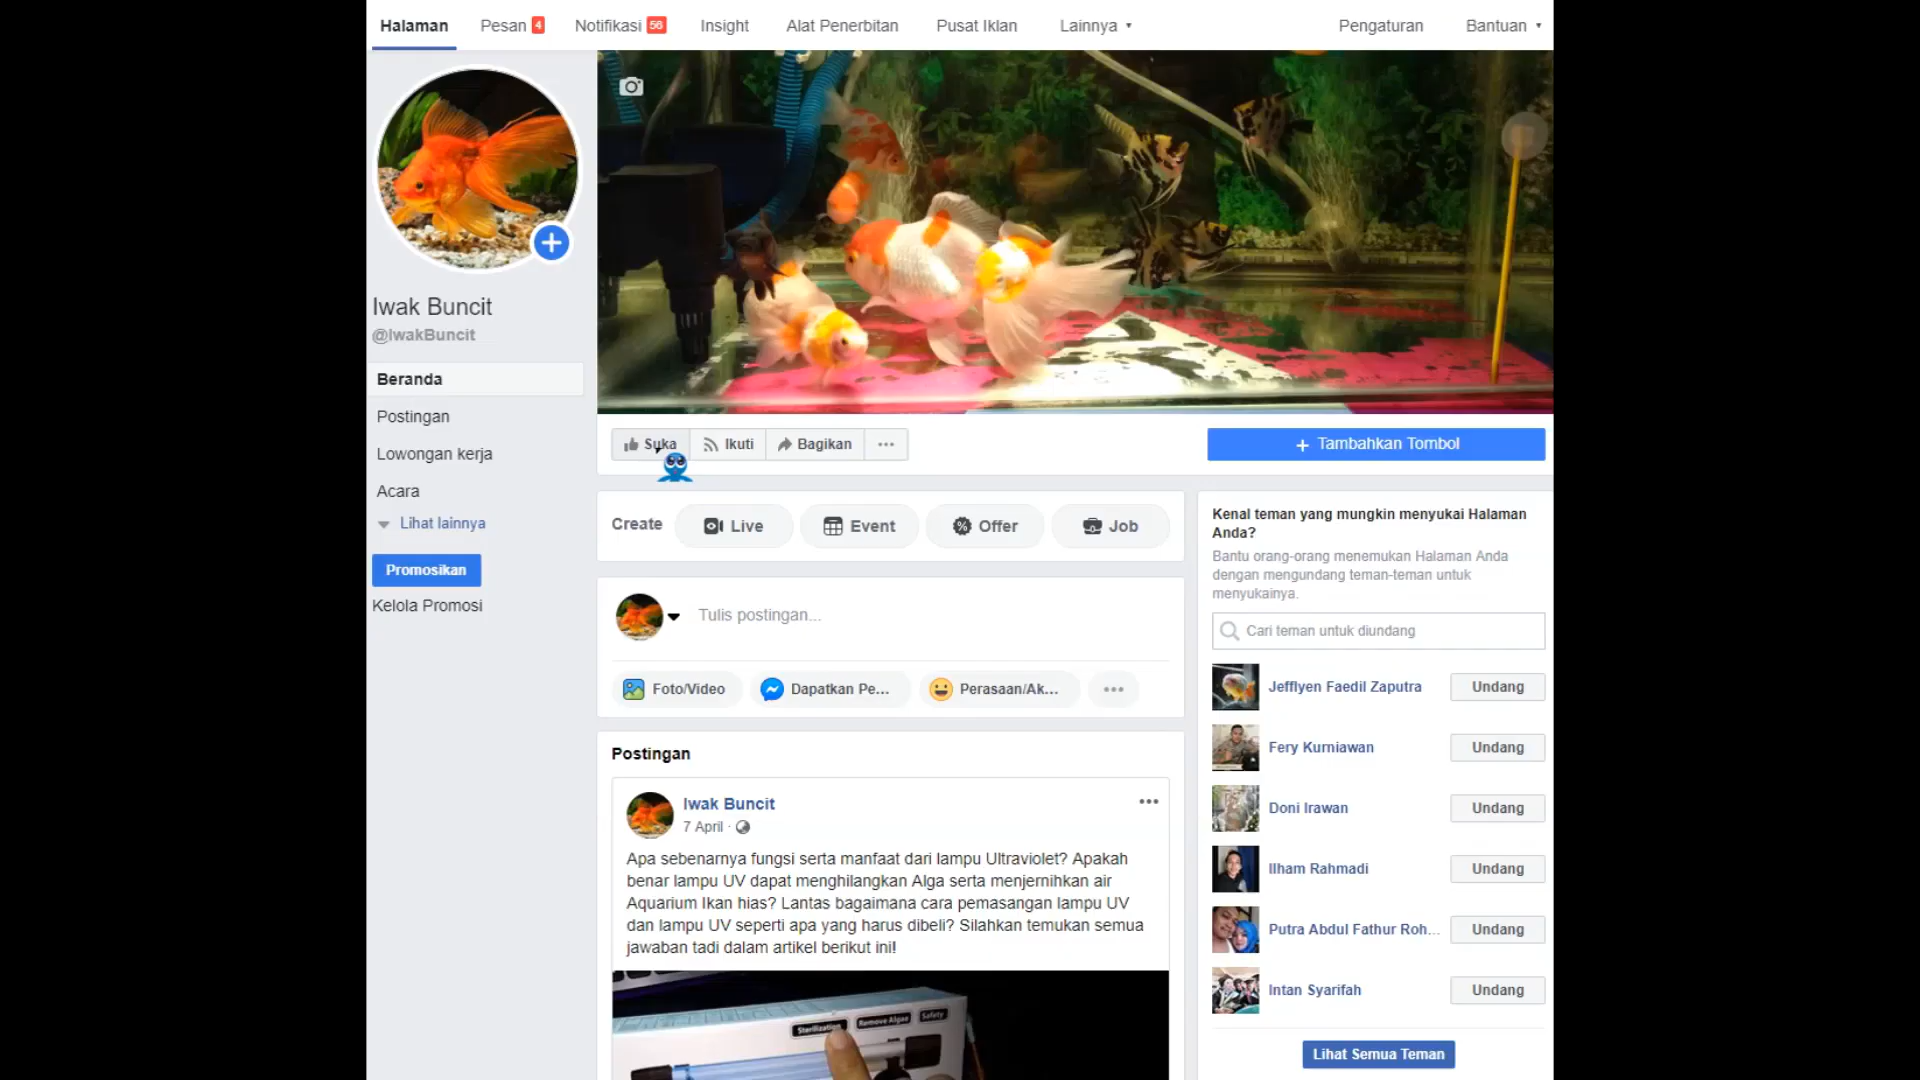 Halaman
Pesan 4
Notifikasi 56
Insight
Alat Penerbitan
Pusat Iklan
Lainnya
Pengaturan
Bantuan
Iwak Buncit
@IwakBuncit
Beranda
Postingan
Lowongan kerja
Acara
Lihat lainnya
Promosikan
Kelola Promosi
Suka
Ikuti
Bagikan
+ Tambahkan Tombol
Create
Live
Event
Offer
Job
Tulis postingan...
Foto/Video
Dapatkan Pe...
Perasaan/Ak...
Postingan
Iwak Buncit
7 April ·
Apa sebenarnya fungsi serta manfaat dari lampu Ultraviolet? Apakah
benar lampu UV dapat menghilangkan Alga serta menjernihkan air
Aquarium Ikan hias? Lantas bagaimana cara pemasangan lampu UV
dan lampu UV seperti apa yang harus dibeli? Silahkan temukan semua
jawaban tadi dalam artikel berikut ini!
Sterilization
Remove Algae
Safety
Kenal teman yang mungkin menyukai Halaman
Anda?
Bantu orang-orang menemukan Halaman Anda
dengan mengundang teman-teman untuk
menyukainya.
Cari teman untuk diundang
Jefflyen Faedil Zaputra
Undang
Fery Kurniawan
Undang
Doni Irawan
Undang
Ilham Rahmadi
Undang
Putra Abdul Fathur Roh...
Undang
Intan Syarifah
Undang
Lihat Semua Teman